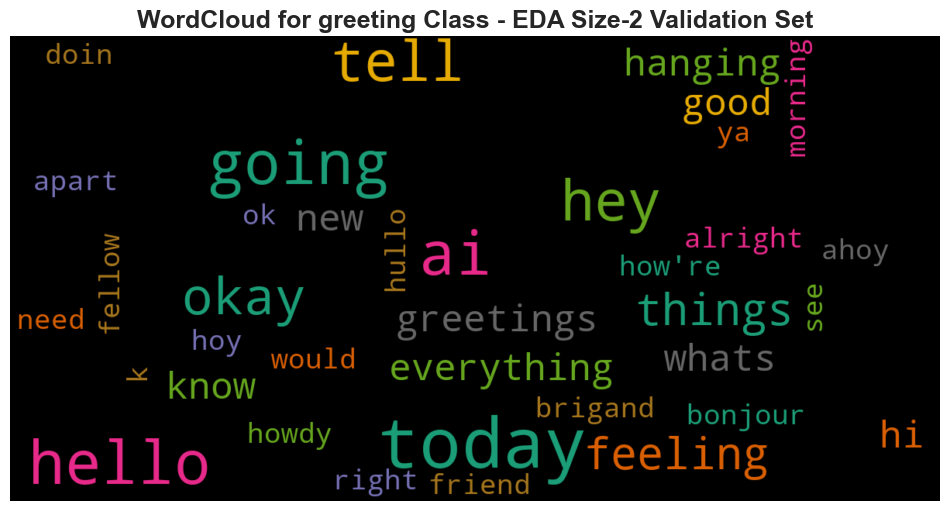 WordCloud for greeting Class - EDA Size-2 Validation Set
doin
tell
hanging
morning
good
ya
going
apart
hey
ok
new
hullo
ai
alright
ahoy
how're
fellow
okay
things
see
need
greetings
hoy
would
everything
whats
k
know
brigand
bonjour
howdy
today
hi
hello
feeling
right
friend